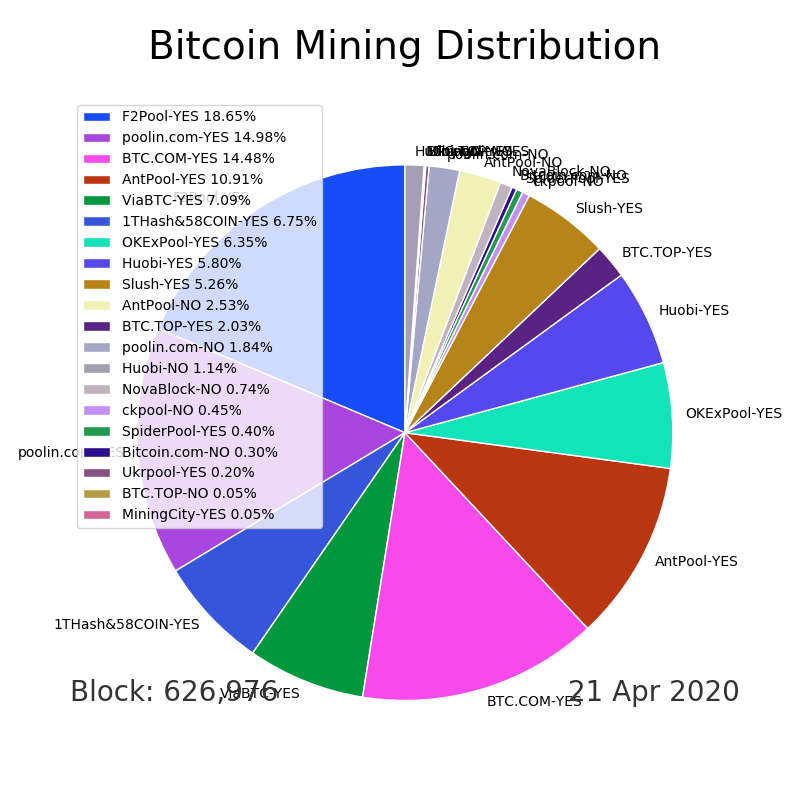 Bitcoin Mining Distribution
F2Pool-YES 18.65%
poolin.com-YES 14.98%
BTC.COM-YES 14.48%
AntPool-YES 10.91%
ViaBTC-YES 7.09%
1THash&58COIN-YES 6.75%
OKExPool-YES 6.35%
Huobi-YES 5.80%
Slush-YES 5.26%
AntPool-NO 2.53%
BTC.TOP-YES 2.03%
poolin.com-NO 1.84%
Huobi-NO 1.14%
NovaBlock-NO 0.74%
ckpool-NO 0.45%
SpiderPool-YES 0.40%
Bitcoin.com-NO 0.30%
Ukrpool-YES 0.20%
BTC.TOP-NO 0.05%
MiningCity-YES 0.05%
AntPool-NO
NovaBlock-NO
Slush-YES
BTC.TOP-YES
Huobi-YES
OKExPool-YES
AntPool-YES
BTC.COM-YES
ViaBTC-YES
1THash&58COIN-YES
Block: 626,976
21 Apr 2020